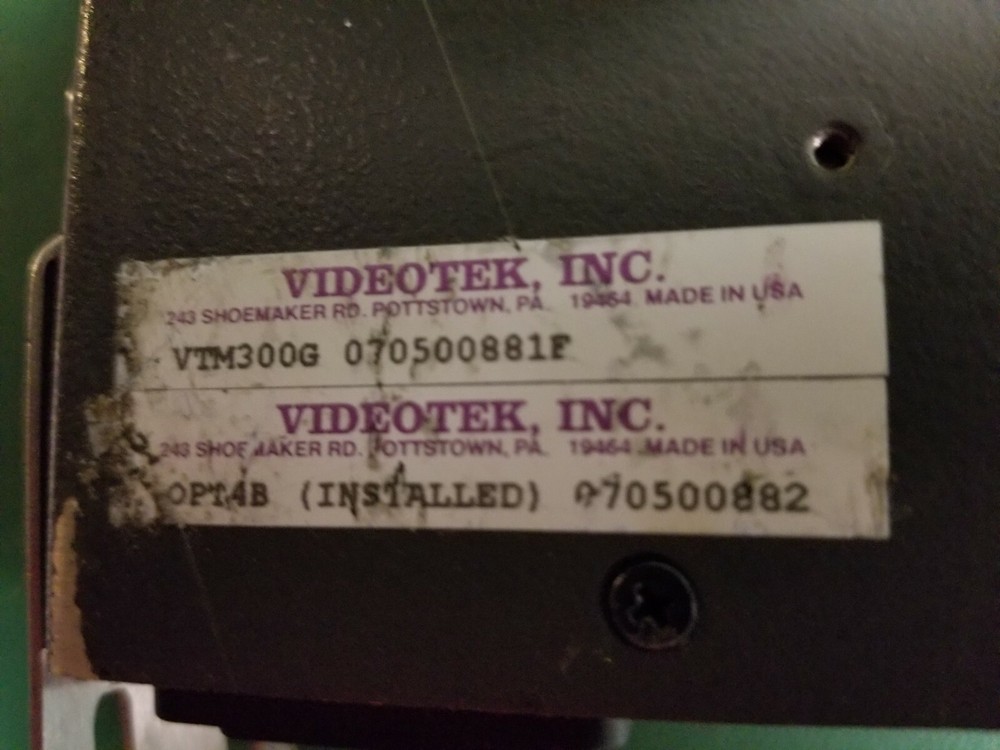 VIDEOTEK, INC.
243 SHOEMAKER RD. POTTSTOWN, PA. 19464 MADE IN USA
VTM300G 070500881F
VIDEOTEK, INC.
243 SHOEMAKER RD. POTTSTOWN, PA. 19464 MADE IN USA
OPT4B (INSTALLED) 070500882